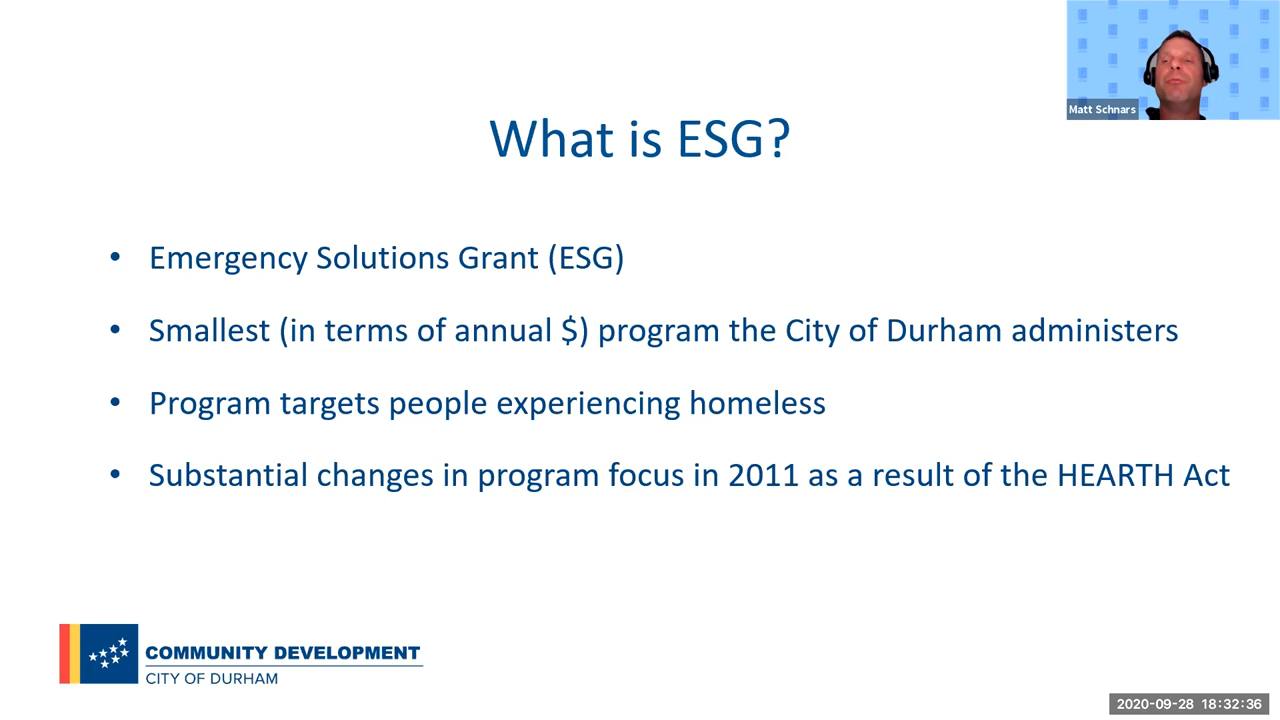 Matt Schnars
What is ESG?
• Emergency Solutions Grant (ESG)
• Smallest (in terms of annual $) program the City of Durham administers
• Program targets people experiencing homeless
• Substantial changes in program focus in 2011 as a result of the HEARTH Act
COMMUNITY DEVELOPMENT
CITY OF DURHAM
2020-09-28 18:32:36